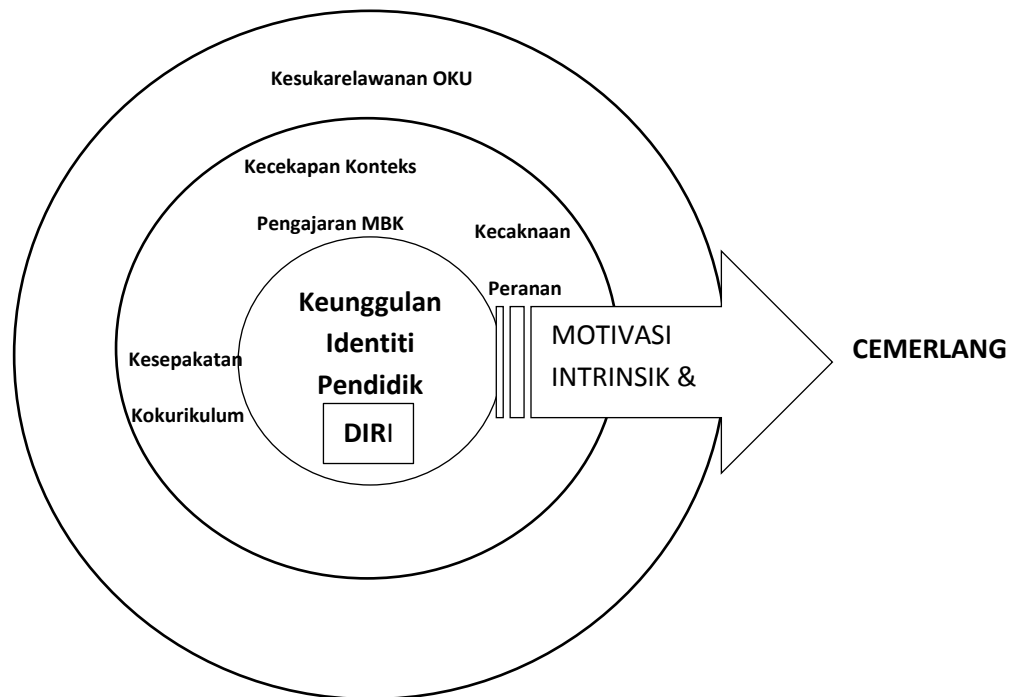 Kesukarelawanan OKU
Kecekapan Konteks
Pengajaran MBK
Kecaknaan
Peranan
Keunggulan
Identiti
Pendidik
DIRI
Kesepakatan
Kokurikulum
MOTIVASI
INTRINSIK &
CEMERLANG